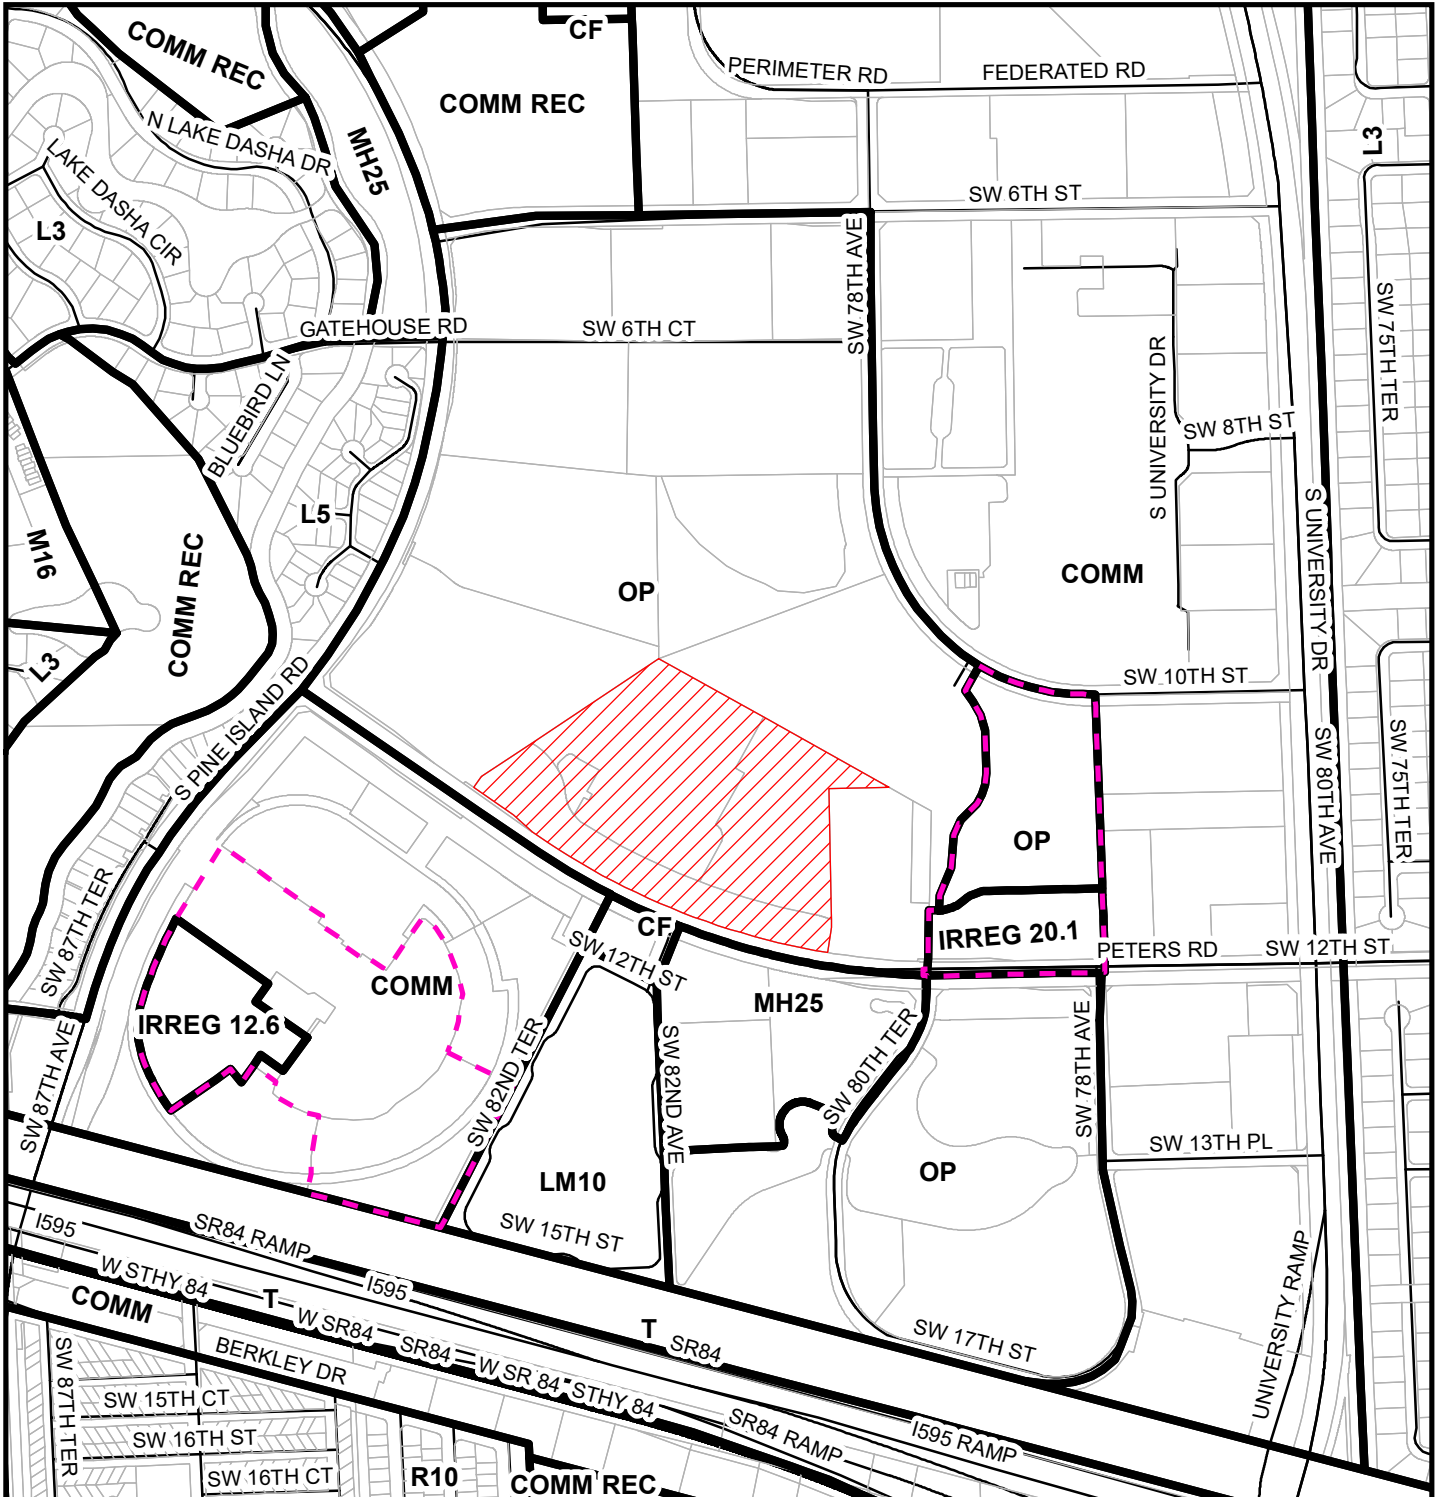 COMM REC
CF
COMM REC
PERIMETER RD
FEDERATED RD
N LAKE DASHA DR
MH25
L3
LAKE DASHA CIR
SW 6TH ST
L3
SW 78TH AVE
GATEHOUSE RD
SW 6TH CT
SW 75TH TER
S UNIVERSITY DR
BLUEBIRD LN
SW 8TH ST
L5
M16
COMM REC
S UNIVERSITY DR
OP
COMM
L3
S PINE ISLAND RD
SW 10TH ST
SW 80TH AVE
SW 75TH TER
OP
SW 87TH TER
CF
IRREG 20.1
PETERS RD
SW 12TH ST
SW 12TH ST
COMM
MH25
IRREG 12.6
SW 87TH AVE
SW 82ND TER
SW 82ND AVE
SW 80TH TER
SW 78TH AVE
SW 13TH PL
LM10
OP
SW 15TH ST
I595
SR84 RAMP
W STHY 84
I595
COMM
T
W SR84
SR84
W SR 84
STHY 84
T
SR84
SW 17TH ST
UNIVERSITY RAMP
BERKLEY DR
SW 87TH TER
SW 15TH CT
SW 16TH ST
SW 16TH CT
R10
COMM REC
SR84 RAMP
I595 RAMP